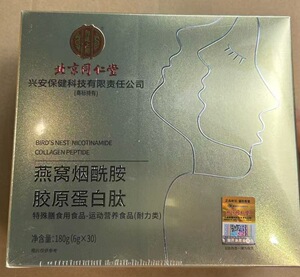 北京同仁堂
兴安保健科技有限责任公司
BIRD'S NEST NICOTINAMIDE
COLLAGEN PEPTIDE
燕窝烟酰胺
胶原蛋白肽
特殊膳食用食品-运动营养食品(耐力类)
净含量:180g(6g×30)